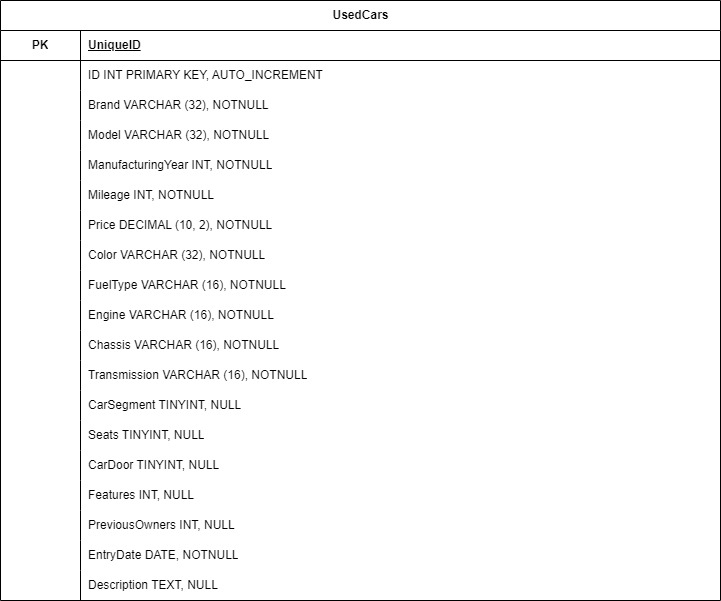 UsedCars
PK UniqueID
ID INT PRIMARY KEY, AUTO_INCREMENT
Brand VARCHAR (32), NOTNULL
Model VARCHAR (32), NOTNULL
ManufacturingYear INT, NOTNULL
Mileage INT, NOTNULL
Price DECIMAL (10, 2), NOTNULL
Color VARCHAR (32), NOTNULL
FuelType VARCHAR (16), NOTNULL
Engine VARCHAR (16), NOTNULL
Chassis VARCHAR (16), NOTNULL
Transmission VARCHAR (16), NOTNULL
CarSegment TINYINT, NULL
Seats TINYINT, NULL
CarDoor TINYINT, NULL
Features INT, NULL
PreviousOwners INT, NULL
EntryDate DATE, NOTNULL
Description TEXT, NULL